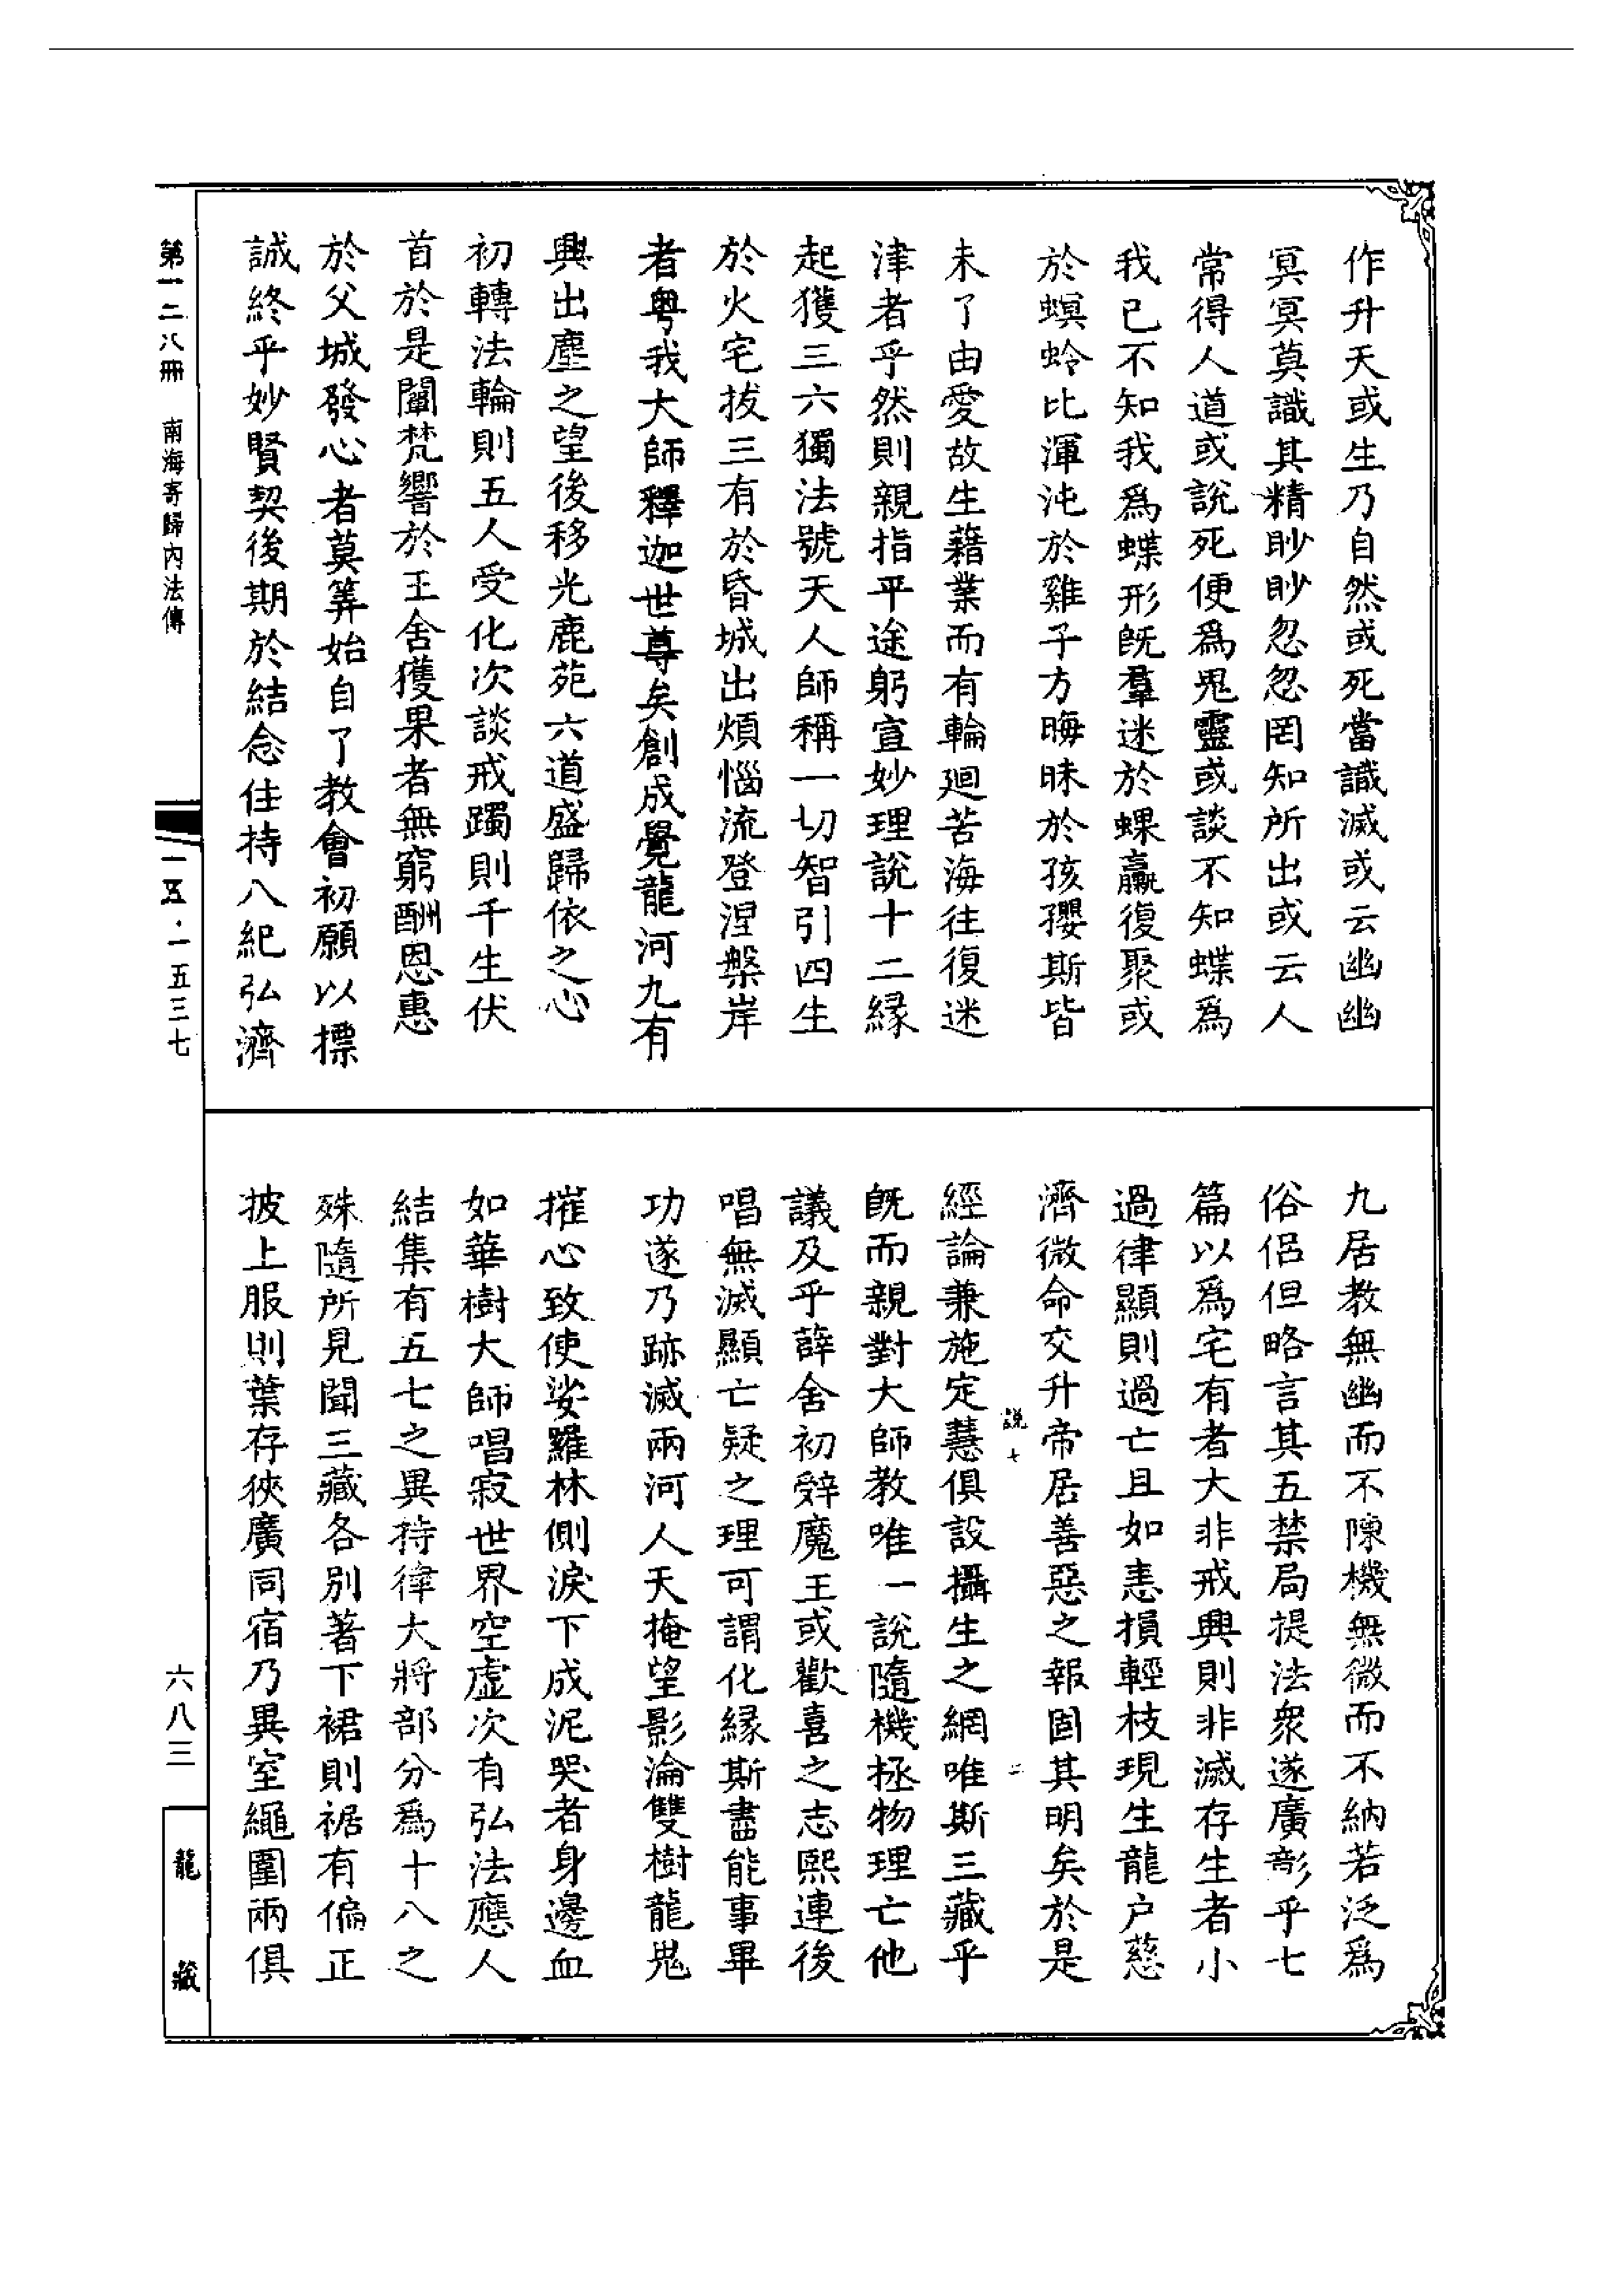 作升天或生乃自然或死當識滅或云幽幽
冥冥莫識其精眇眇忽忽罔知所出或云人
常得人道或說死便為鬼靈或談不知蝶為
我已不知我為蝶形既羣迷於蜾蠃復聚或
於螟蛉比渾沌於雞子方晦昧於孩孾斯皆
未了由愛故生藉業而有輪廻苦海往復迷
津者乎然則親指平途躬宣妙理說十二緣
起獲三六獨法號天人師稱一切智引四生
於火宅拔三有於昏城出煩惱流登涅槃岸
者粤我大師釋迦世尊矣創成覺龍河九有
興出塵之望後移光鹿苑六道盛歸依之心
初轉法輪則五人受化次談戒躅則千生伏
首於是闡梵響於王舍獲果者無窮酬恩惠
於父城發心者莫筭始自了教會初願以標
誠終乎妙賢契後期於結念住持八紀弘濟
九居教無幽而不陳機無微而不納若泛為
俗侶但略言其五禁局提法衆遂廣彰乎七
篇以為宅有者大非戒興則非滅存生者小
過律顯則過亡且如恚損輕枝現生龍户慈
濟微命交升帝居善惡之報固其明矣於是
說七
二
經論兼施定慧俱設攝生之網唯斯三藏乎
既而親對大師教唯一說隨機拯物理亡他
議及乎薜舍初辭魔王或歡喜之志熙連後
唱無滅顯亡疑之理可謂化緣斯盡能事畢
功遂乃跡滅兩河人天掩望影淪雙樹龍鬼
摧心致使娑羅林側淚下成泥哭者身邊血
如華樹大師唱寂世界空虛次有弘法應人
結集有五七之異持律大將部分為十八之
殊隨所見聞三藏各別著下裙則裾有偏正
披上服則葉存狹廣同宿乃異室繩圍兩俱
第一二八冊 南海寄歸內法傳
一五·一五三七
六八三
龍藏